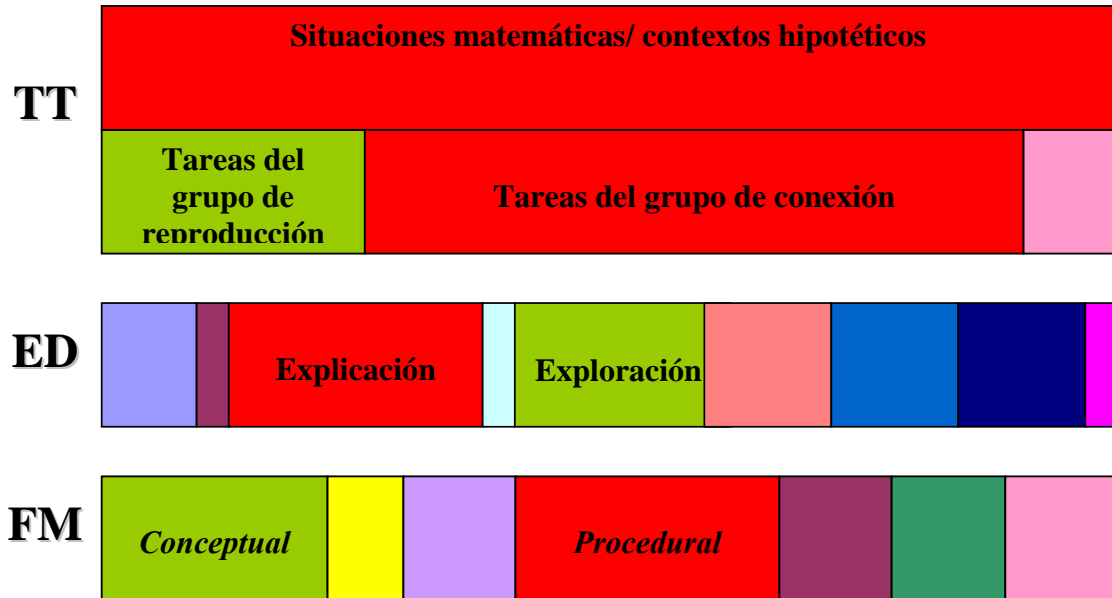 Situaciones matemáticas/ contextos hipotéticos
TT
Tareas del
grupo de
reproducción
Tareas del grupo de conexión
ED
Explicación
Exploración
FM
Conceptual
Procedural